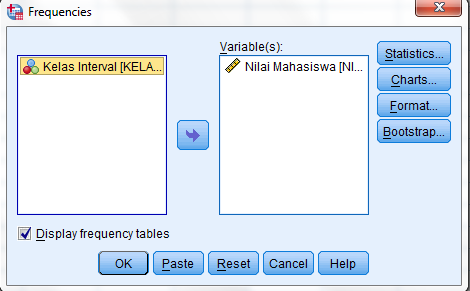 Frequencies
Variable(s):
Kelas Interval [KELA...
Nilai Mahasiswa [NI...
Statistics...
Charts...
Format...
Bootstrap...
Display frequency tables
OK
Paste
Reset
Cancel
Help